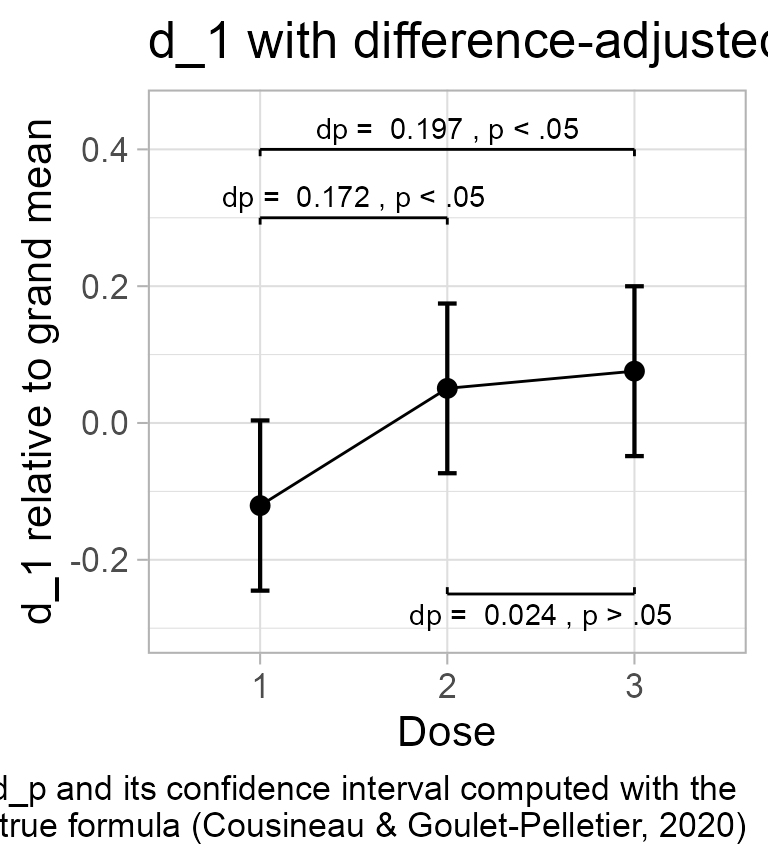 d_1 with difference-adjusted
dp = 0.197 , p < .05
dp = 0.172 , p < .05
dp = 0.024 , p > .05
0.4
0.2
0.0
-0.2
d_1 relative to grand mean
1 2 3
Dose
d_p and its confidence interval computed with the
true formula (Cousineau & Goulet-Pelletier, 2020)